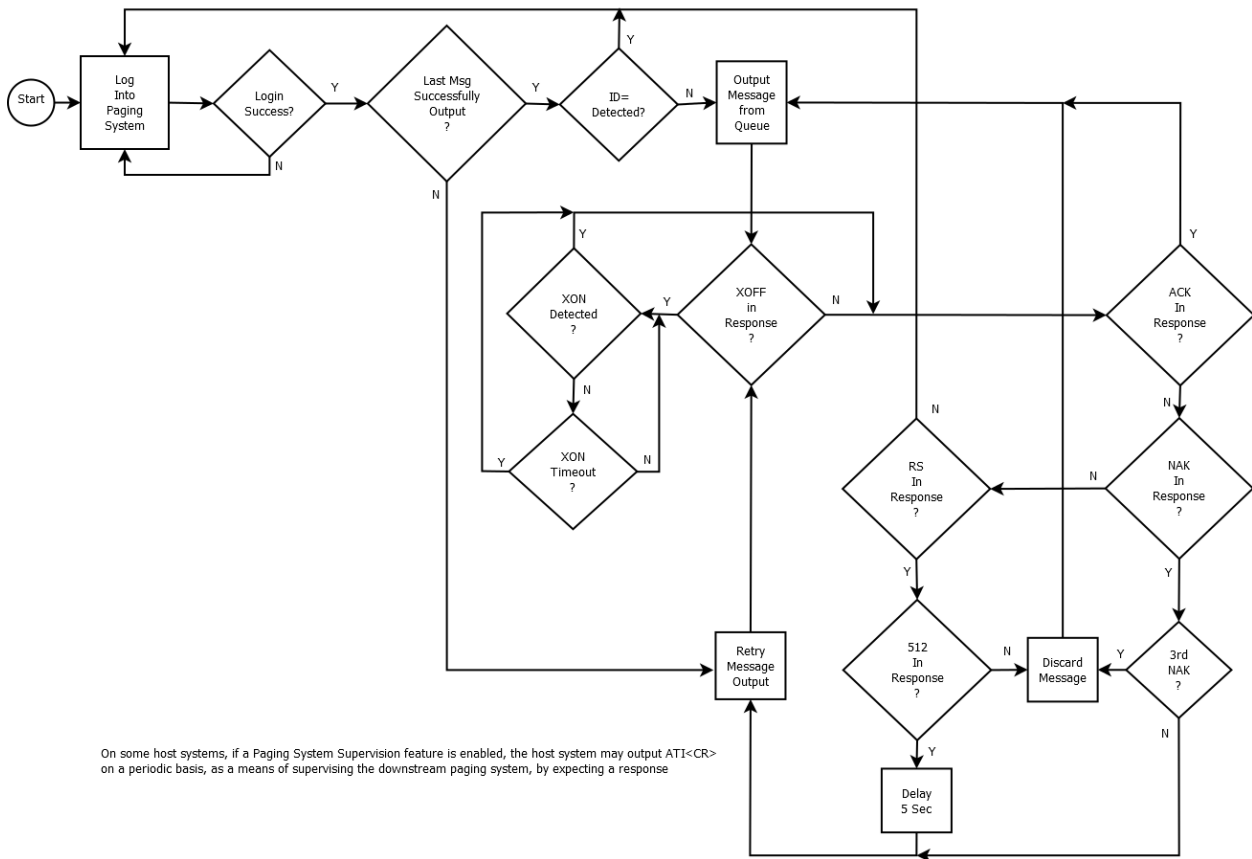 Start
Log
Into
Paging
System
Login
Success?
Y
N
Last Msg
Successfully
Output
?
Y
N
ID=
Detected?
Y
N
Output
Message
from
Queue
XOFF
in
Response
?
Y
N
XON
Detected
?
Y
N
XON
Timeout
?
Y
N
ACK
In
Response
?
Y
N
NAK
In
Response
?
N
Y
RS
In
Response
?
N
Y
512
In
Response
?
N
Y
Discard
Message
3rd
NAK
?
Y
N
Retry
Message
Output
Delay
5 Sec
On some host systems, if a Paging System Supervision feature is enabled, the host system may output ATI<CR>
on a periodic basis, as a means of supervising the downstream paging system, by expecting a response